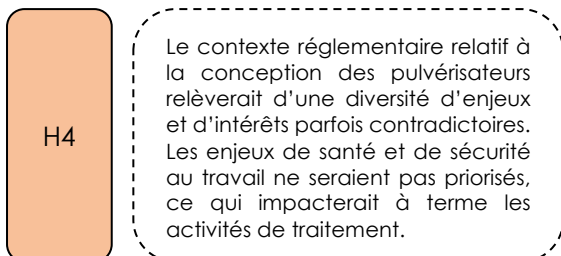 H4
Le contexte réglementaire relatif à
la conception des pulvérisateurs
relèverait d'une diversité d'enjeux
et d'intérêts parfois contradictoires.
Les enjeux de santé et de sécurité
au travail ne seraient pas priorisés,
ce qui impacterait à terme les
activités de traitement.